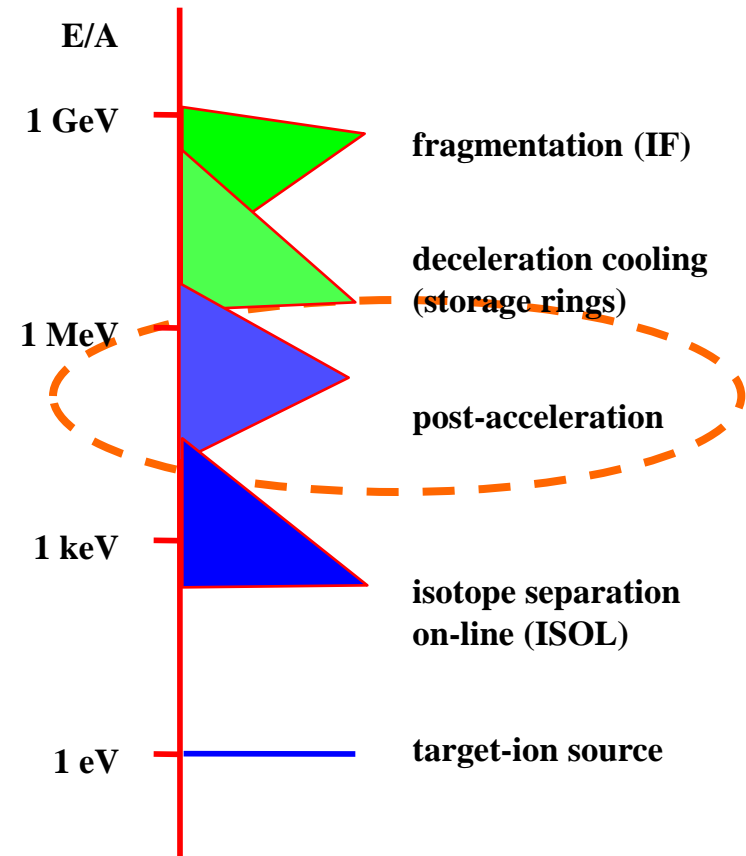 E/A
1 GeV
fragmentation (IF)
deceleration cooling
(storage rings)
1 MeV
post-acceleration
1 keV
isotope separation
on-line (ISOL)
1 eV
target-ion source